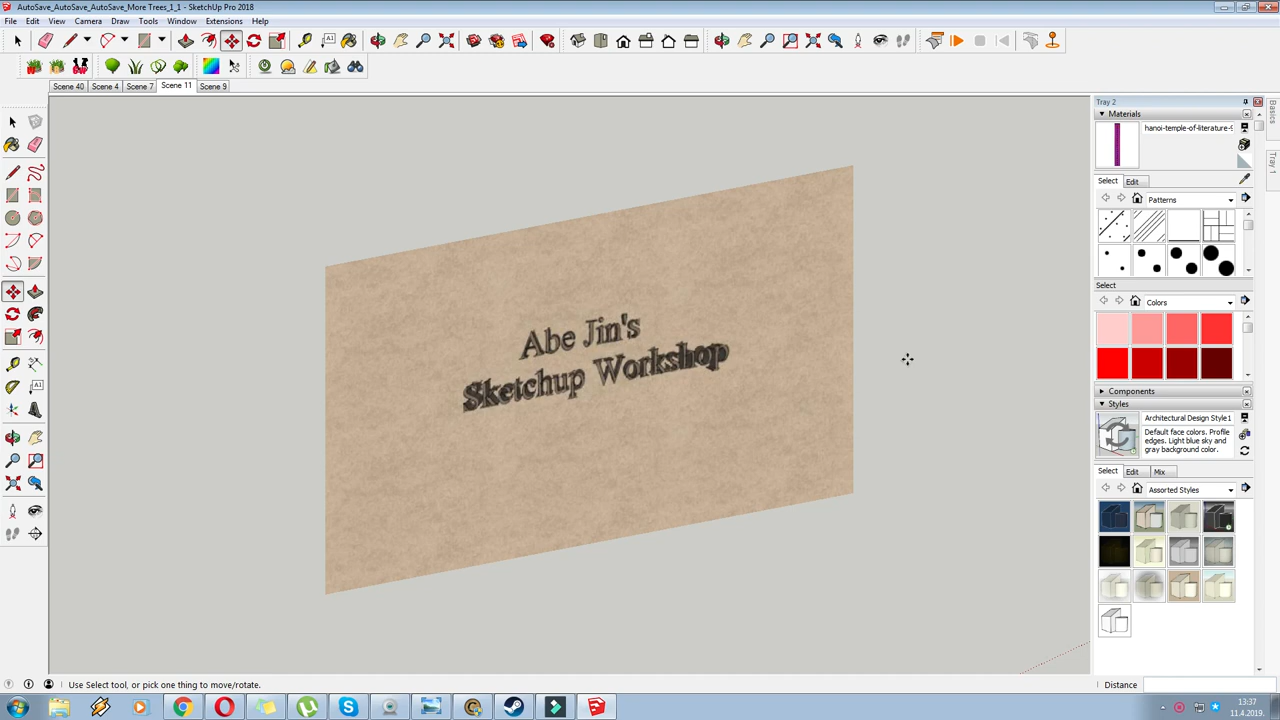 AutoSave_AutoSave_AutoSave_More Trees_1_1 - SketchUp Pro 2018
File Edit View Camera Draw Tools Window Extensions Help
Scene 40 Scene 4 Scene 7 Scene 11 Scene 9
Tray 2
Materials
hanoi-temple-of-literature-
Select Edit
Patterns
Select
Colors
Components
Styles
Architectural Design Style1
Default face colors. Profile
edges. Light blue sky and
gray background color.
Select Edit Mix
Assorted Styles
Basics
Tray 1
Abe Jin's
Sketchup Workshop
Use Select tool, or pick one thing to move/rotate.
Distance
13:37
11.4.2019.